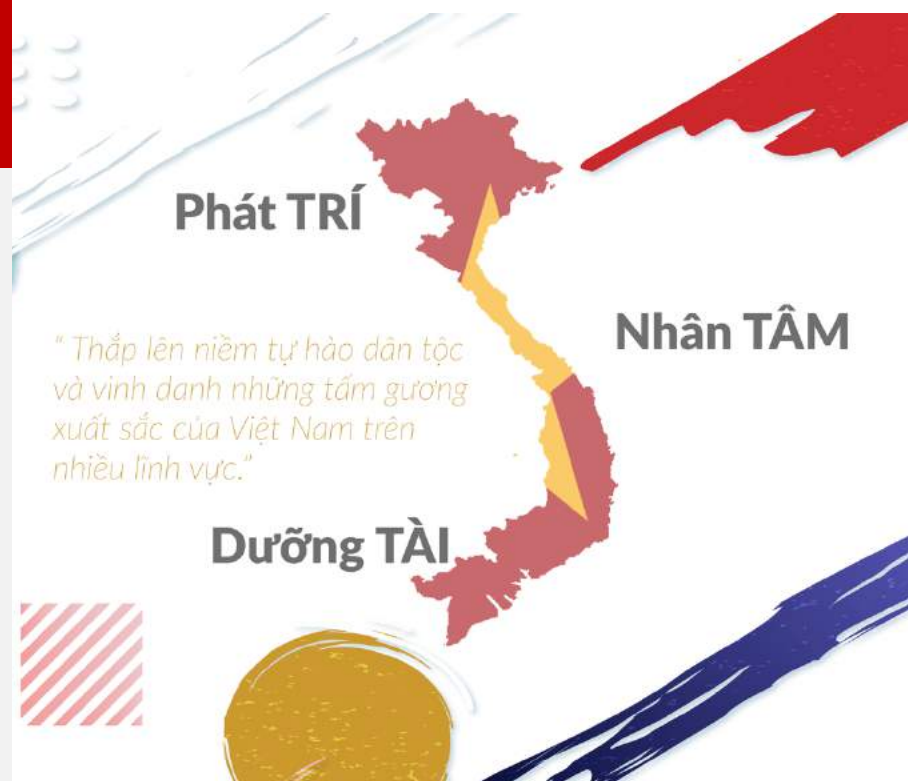 Phát TRÍ
Nhân TÂM
" Thắp lên niềm tự hào dân tộc
và vinh danh những tấm gương
xuất sắc của Việt Nam trên
nhiều lĩnh vực."
Dưỡng TÀI